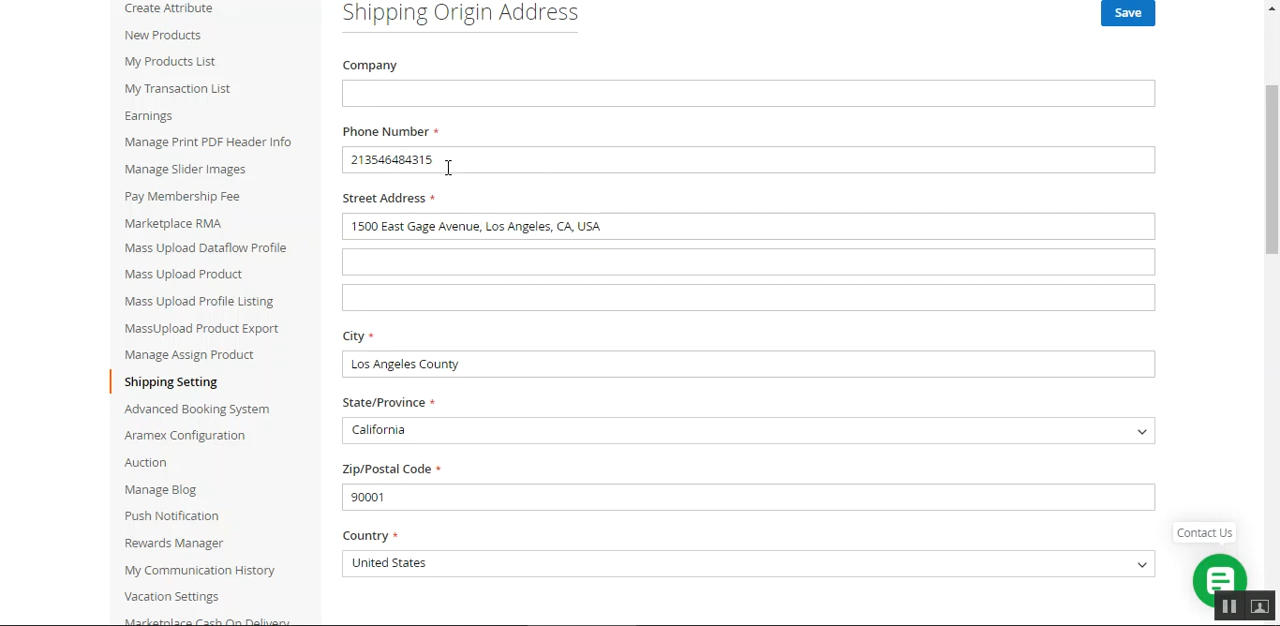 Create Attribute
New Products
My Products List
My Transaction List
Earnings
Manage Print PDF Header Info
Manage Slider Images
Pay Membership Fee
Marketplace RMA
Mass Upload Dataflow Profile
Mass Upload Product
Mass Upload Profile Listing
MassUpload Product Export
Manage Assign Product
Shipping Setting
Advanced Booking System
Aramex Configuration
Auction
Manage Blog
Push Notification
Rewards Manager
My Communication History
Vacation Settings
Marketplace Cash On Delivery
Shipping Origin Address
Save
Company
Phone Number *
213546484315
Street Address *
1500 East Gage Avenue, Los Angeles, CA, USA
City *
Los Angeles County
State/Province *
California
Zip/Postal Code *
90001
Country *
United States
Contact Us